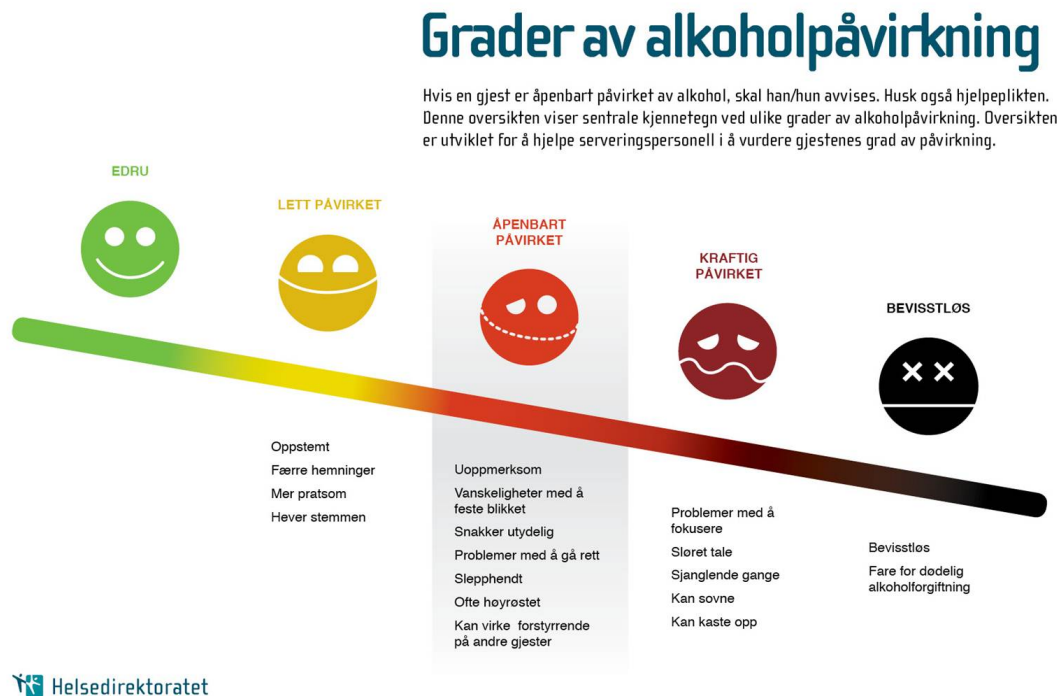 Grader av alkoholpåvirkning
Hvis en gjest er åpenbart påvirket av alkohol, skal han/hun avvises. Husk også hjelpeplikten.
Denne oversikten viser sentrale kjennetegn ved ulike grader av alkoholpåvirkning. Oversikten
er utviklet for å hjelpe serveringspersonell i å vurdere gjestenes grad av påvirkning.
EDRU
LETT PÅVIRKET
Oppstemt
Færre hemninger
Mer pratsom
Hever stemmen
ÅPENBART
PÅVIRKET
Uoppmerksom
Vanskeligheter med å
feste blikket
Snakker utydelig
Problemer med å gå rett
Slepphendt
Ofte høyrøstet
Kan virke forstyrrende
på andre gjester
KRAFTIG
PÅVIRKET
Problemer med å
fokusere
Sløret tale
Sjanglende gange
Kan sovne
Kan kaste opp
BEVISSTLØS
Bevisstløs
Fare for dødelig
alkoholforgiftning
Helsedirektoratet